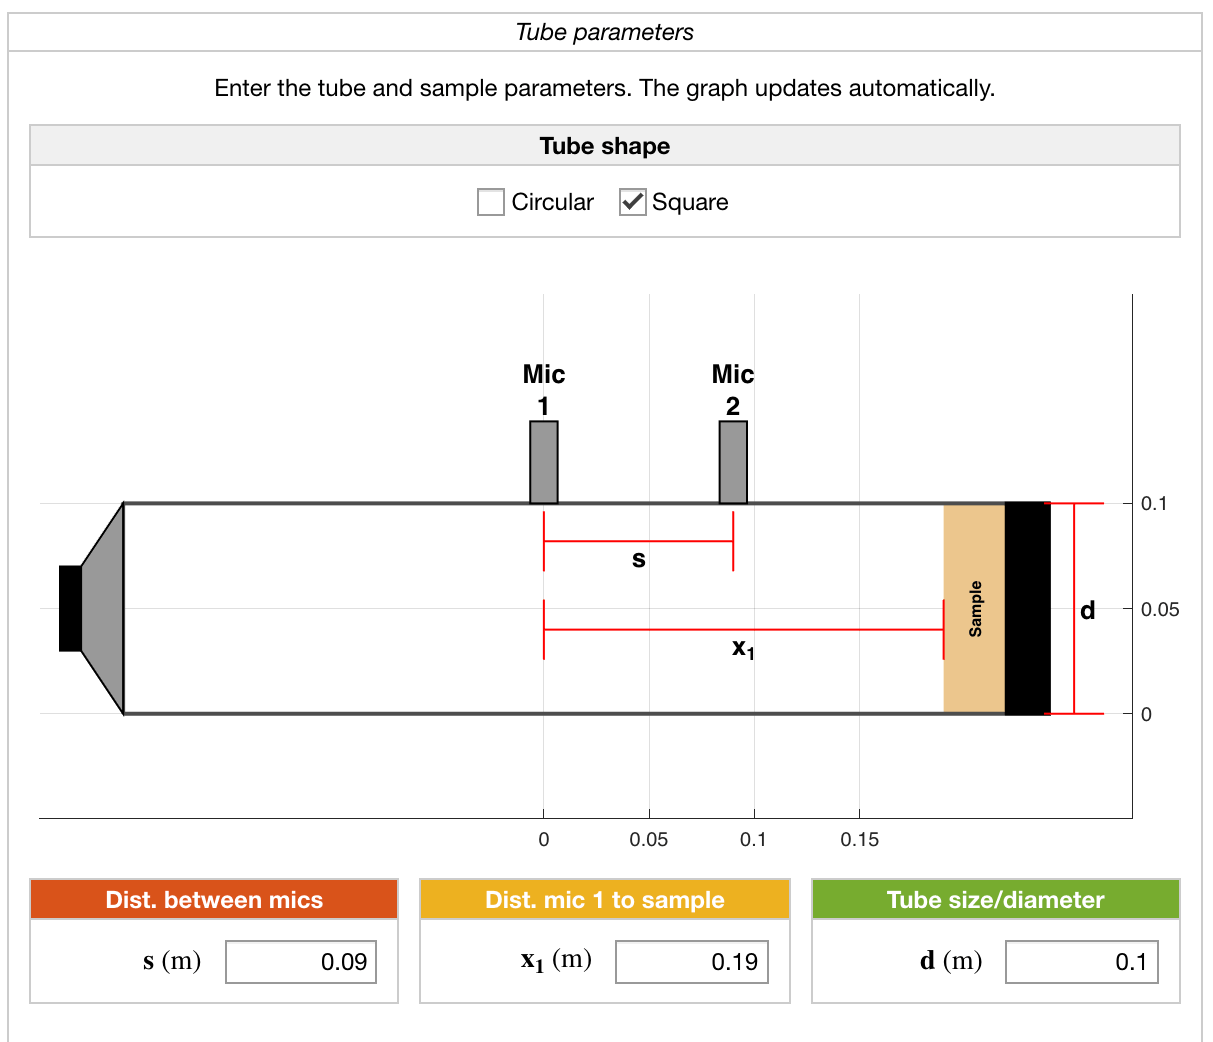 Tube parameters
Enter the tube and sample parameters. The graph updates automatically.
Tube shape
Circular
Square
Mic
1
Mic
2
s
x₁
Sample
d
0.1
0.05
0
0
0.05
0.1
0.15
Dist. between mics
s (m)
0.09
Dist. mic 1 to sample
x₁ (m)
0.19
Tube size/diameter
d (m)
0.1